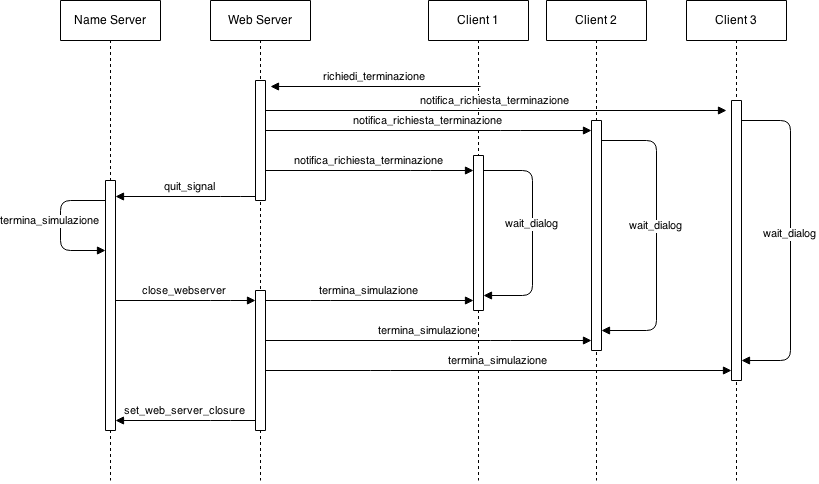 Name Server
Web Server
Client 1
Client 2
Client 3
richiedi_terminazione
notifica_richiesta_terminazione
notifica_richiesta_terminazione
notifica_richiesta_terminazione
quit_signal
termina_simulazione
wait_dialog
wait_dialog
wait_dialog
close_webserver
termina_simulazione
termina_simulazione
termina_simulazione
set_web_server_closure